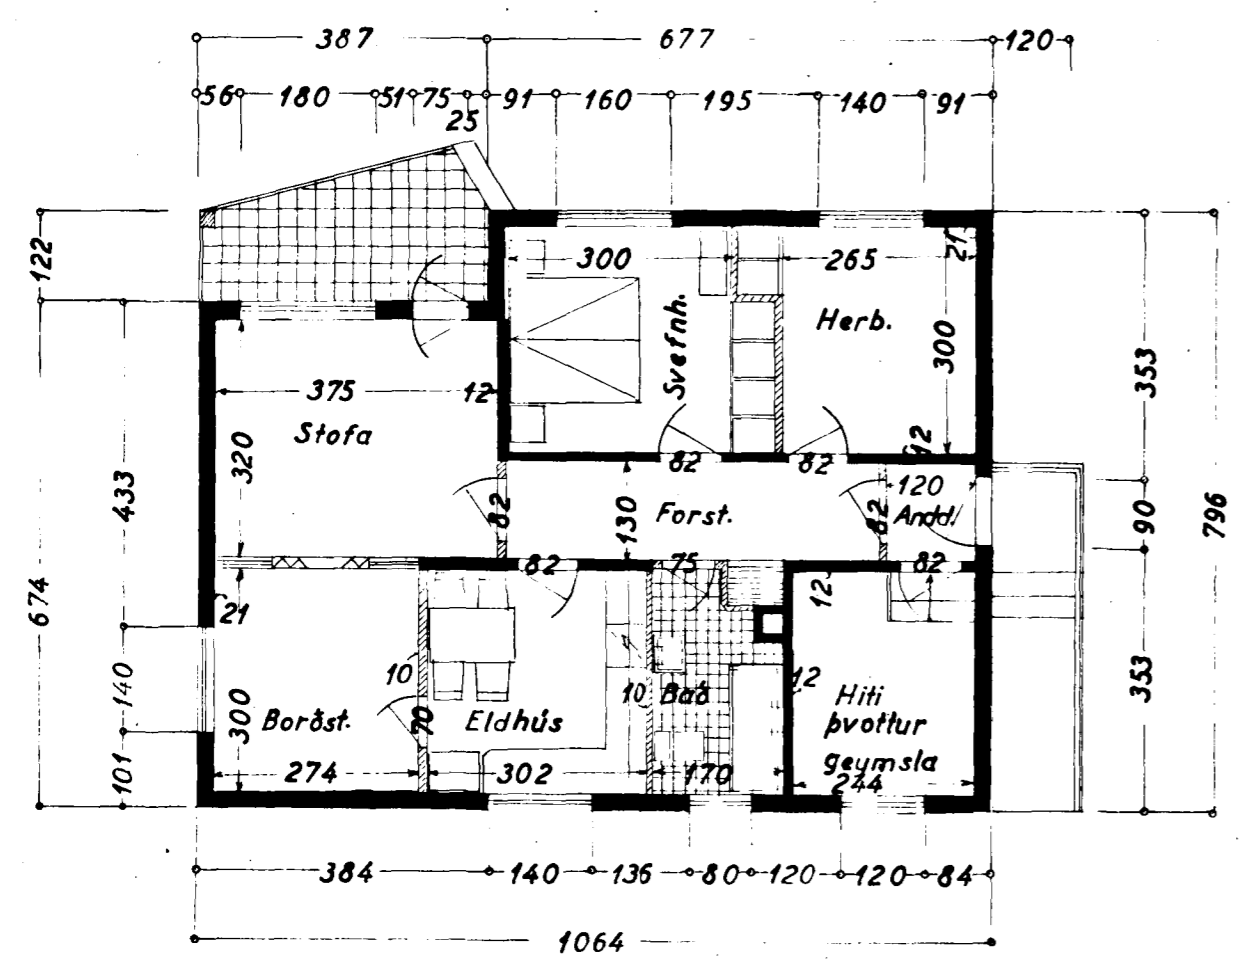 387 677 120
56 180 51 75 91 160 195 140 91
25
122
300 265 21
Svefnh. Herb.
300
353
375 12
Stofa
320
12
82 82
433
120
82 130 Forst. 82 Andd.
90 796
82 75 82
674
21 12
10 12
140
10 Bað Hiti
300 Borðst. 70 Eldhús þvottur
353
geymsla
101 274 302 170 244
384 140 136 80 120 120 84
1064